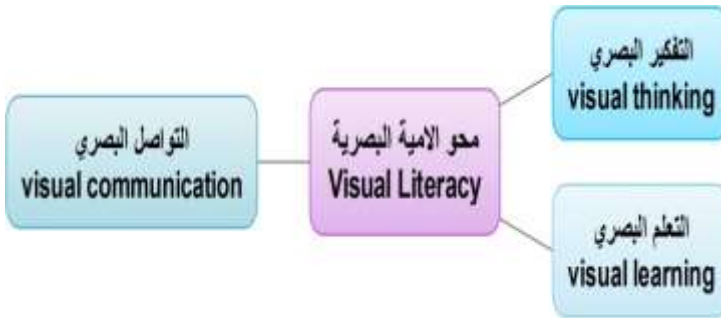 التفكير البصري
visual thinking
محو الامية البصرية
Visual Literacy
التواصل البصري
visual communication
التعلم البصري
visual learning